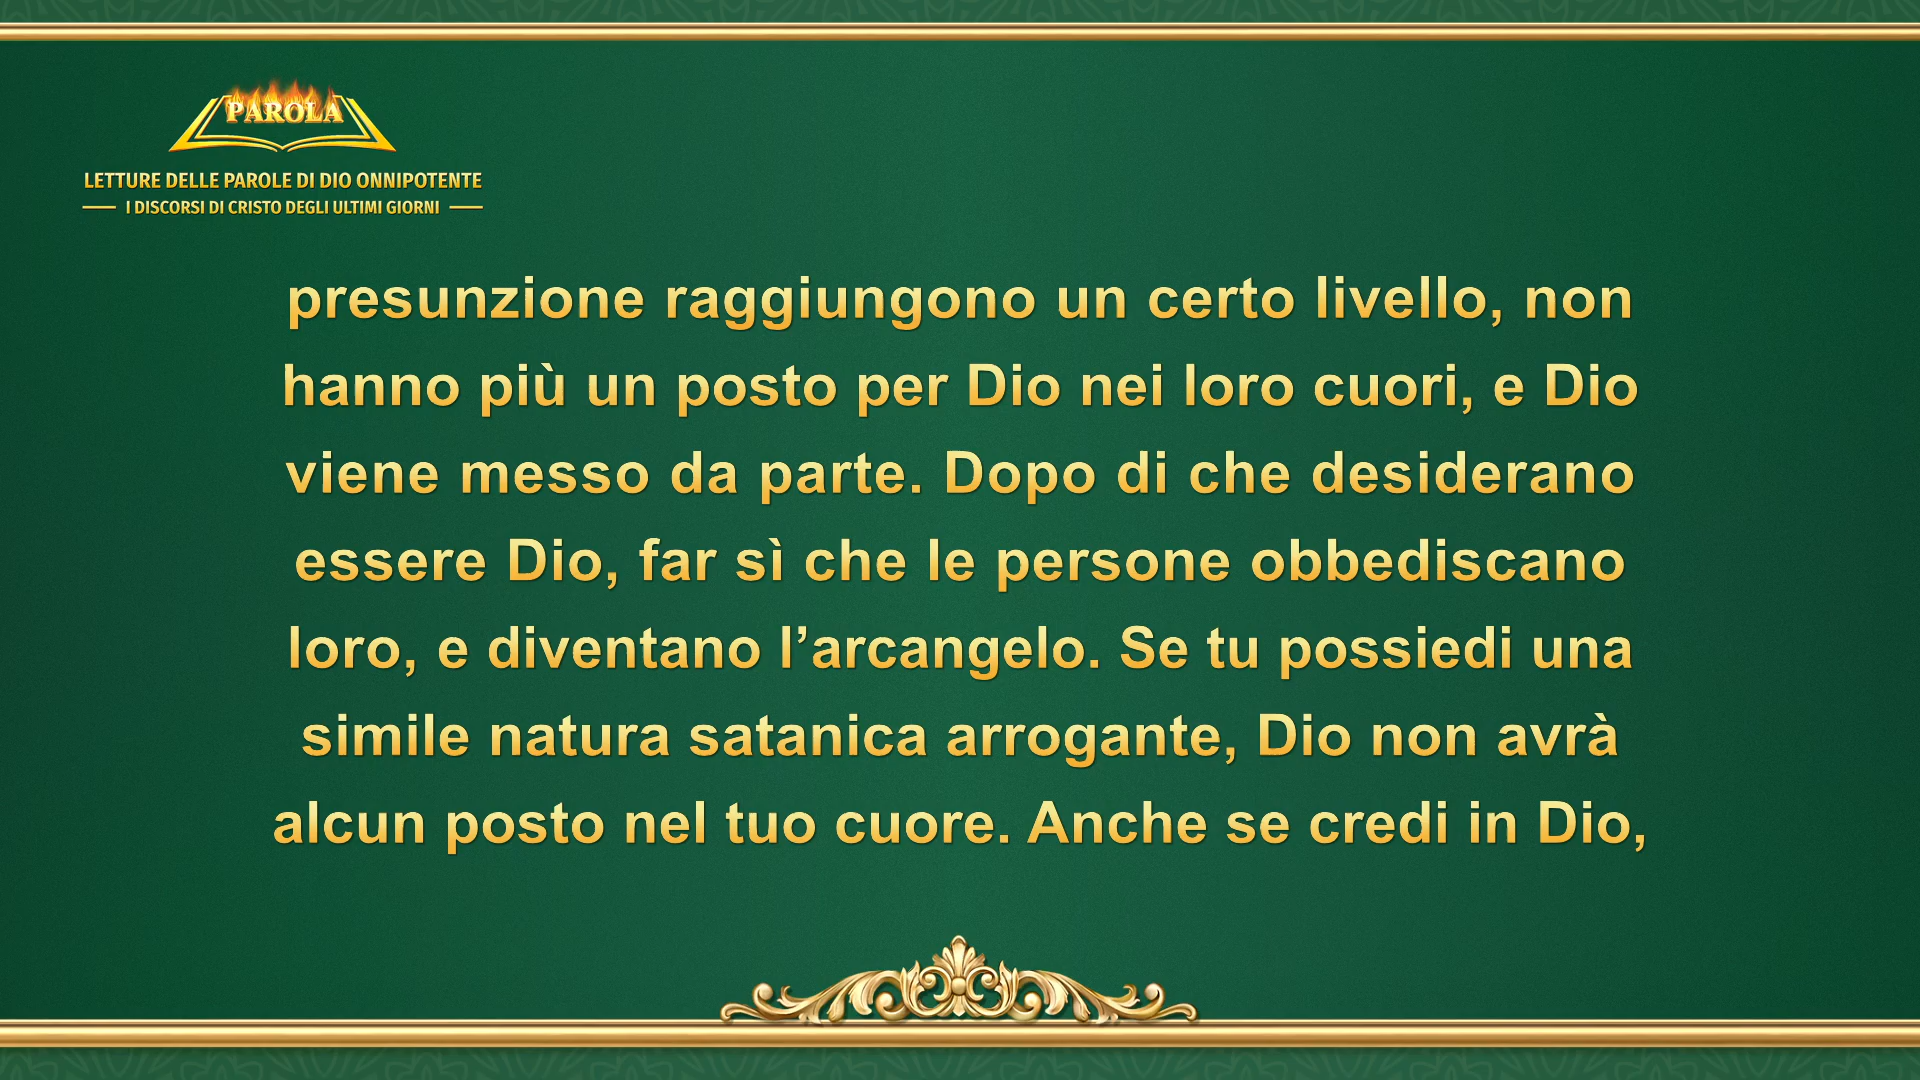 PAROLA
LETTURE DELLE PAROLE DI DIO ONNIPOTENTE
I DISCORSI DI CRISTO DEGLI ULTIMI GIORNI
presunzione raggiungono un certo livello, non
hanno più un posto per Dio nei loro cuori, e Dio
viene messo da parte. Dopo di che desiderano
essere Dio, far sì che le persone obbediscano
loro, e diventano l’arcangelo. Se tu possiedi una
simile natura satanica arrogante, Dio non avrà
alcun posto nel tuo cuore. Anche se credi in Dio,